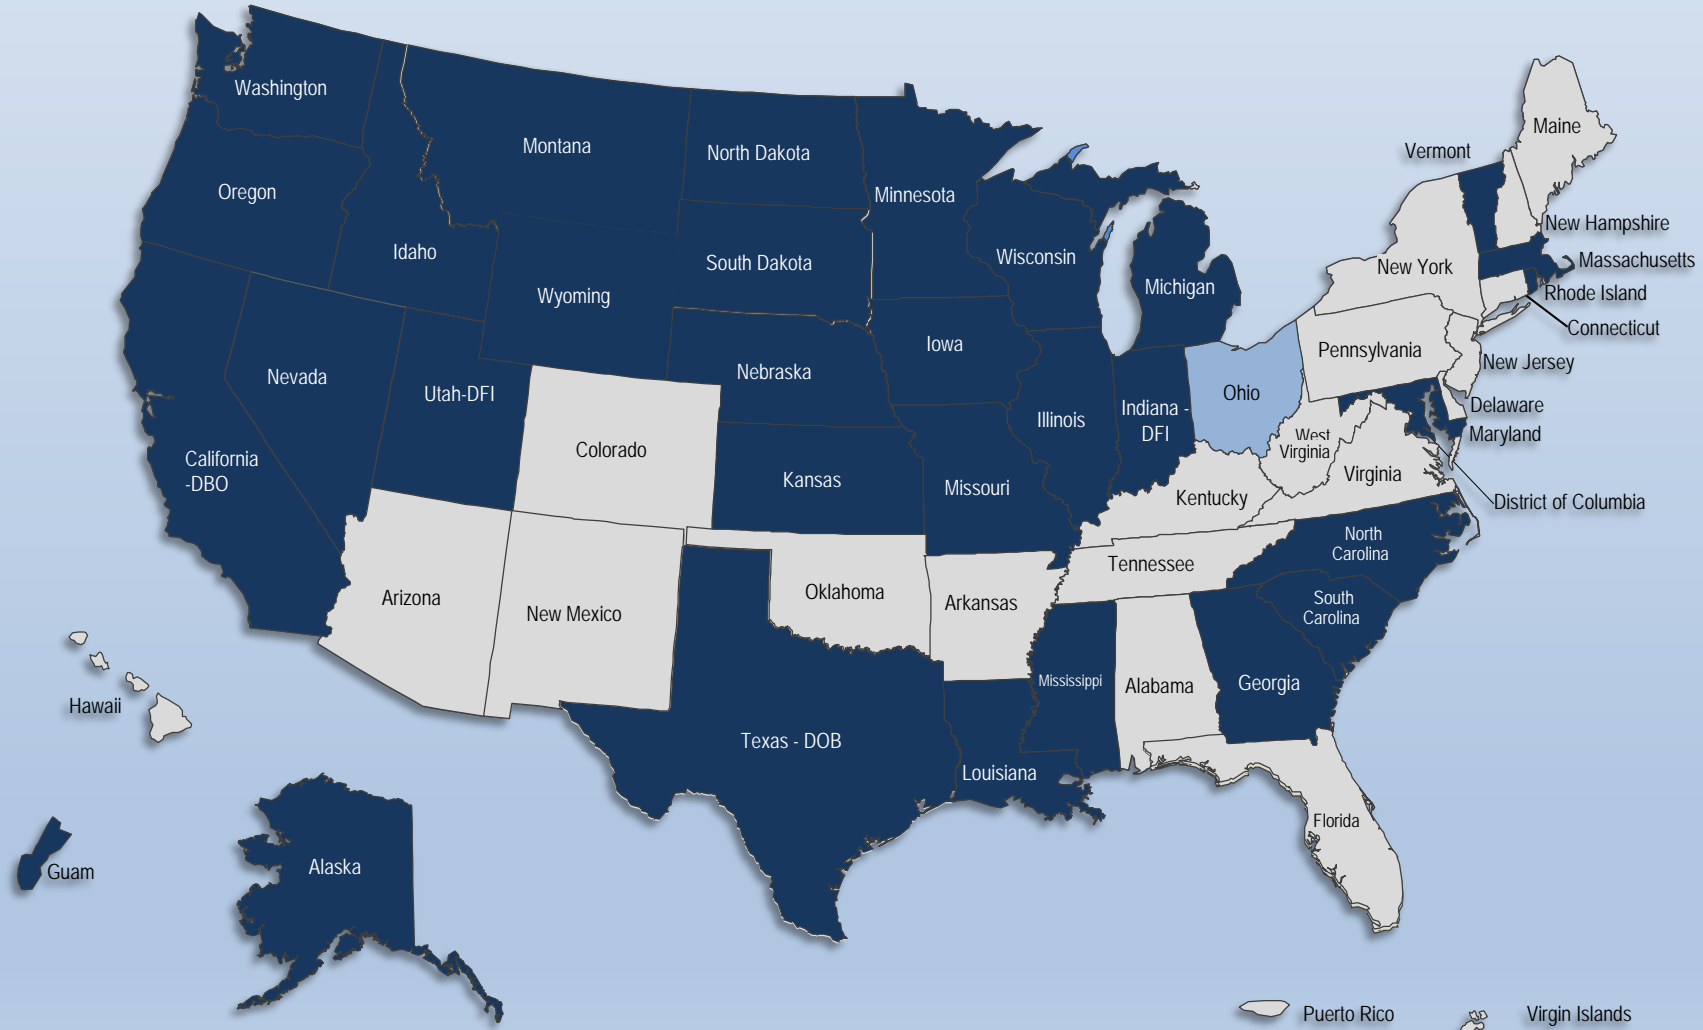 Washington
Montana
North Dakota
Minnesota
Maine
Vermont
Oregon
Idaho
Wyoming
South Dakota
Wisconsin
Michigan
New York
New Hampshire
Massachusetts
Rhode Island
Connecticut
Nevada
Utah-DFI
Nebraska
Iowa
Illinois
Indiana -
DFI
Ohio
Pennsylvania
New Jersey
Delaware
Maryland
California
-DBO
Colorado
Kansas
Missouri
Kentucky
West
Virginia
Virginia
District of Columbia
North
Carolina
Arizona
New Mexico
Oklahoma
Arkansas
Tennessee
South
Carolina
Hawaii
Texas - DOB
Louisiana
Mississippi
Alabama
Georgia
Florida
Guam
Alaska
Puerto Rico
Virgin Islands